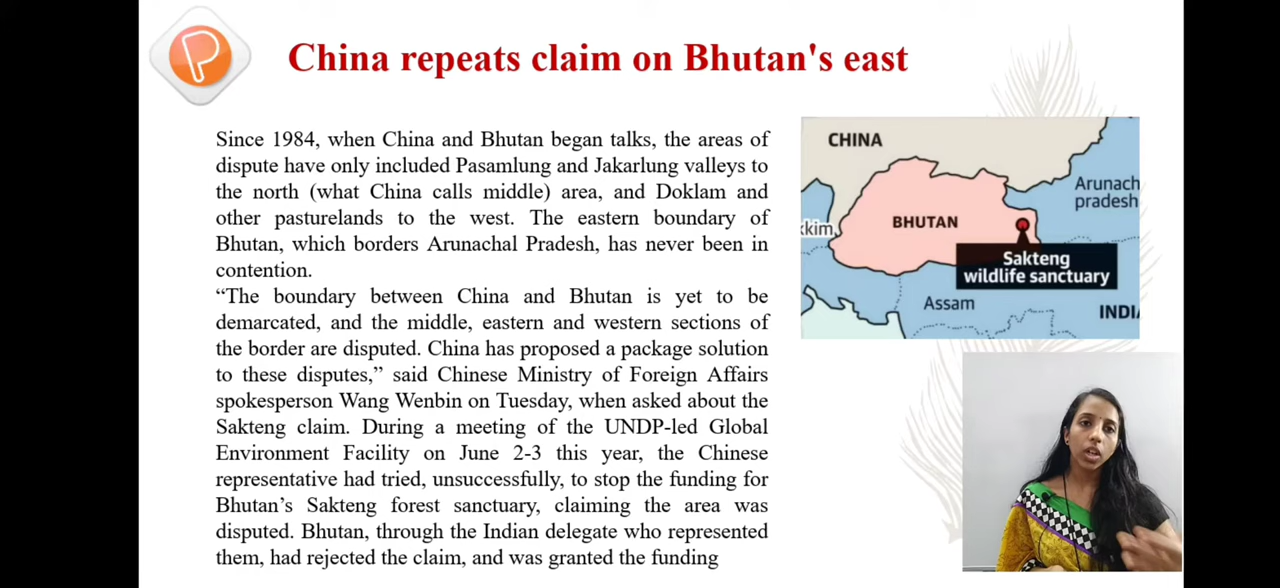 China repeats claim on Bhutan's east
Since 1984, when China and Bhutan began talks, the areas of
dispute have only included Pasamlung and Jakarlung valleys to
the north (what China calls middle) area, and Doklam and
other pasturelands to the west. The eastern boundary of
Bhutan, which borders Arunachal Pradesh, has never been in
contention.
“The boundary between China and Bhutan is yet to be
demarcated, and the middle, eastern and western sections of
the border are disputed. China has proposed a package solution
to these disputes,” said Chinese Ministry of Foreign Affairs
spokesperson Wang Wenbin on Tuesday, when asked about the
Sakteng claim. During a meeting of the UNDP-led Global
Environment Facility on June 2-3 this year, the Chinese
representative had tried, unsuccessfully, to stop the funding for
Bhutan’s Sakteng forest sanctuary, claiming the area was
disputed. Bhutan, through the Indian delegate who represented
them, had rejected the claim, and was granted the funding
CHINA
Arunach
pradesh
kkim
BHUTAN
Sakteng
wildlife sanctuary
Assam
INDI